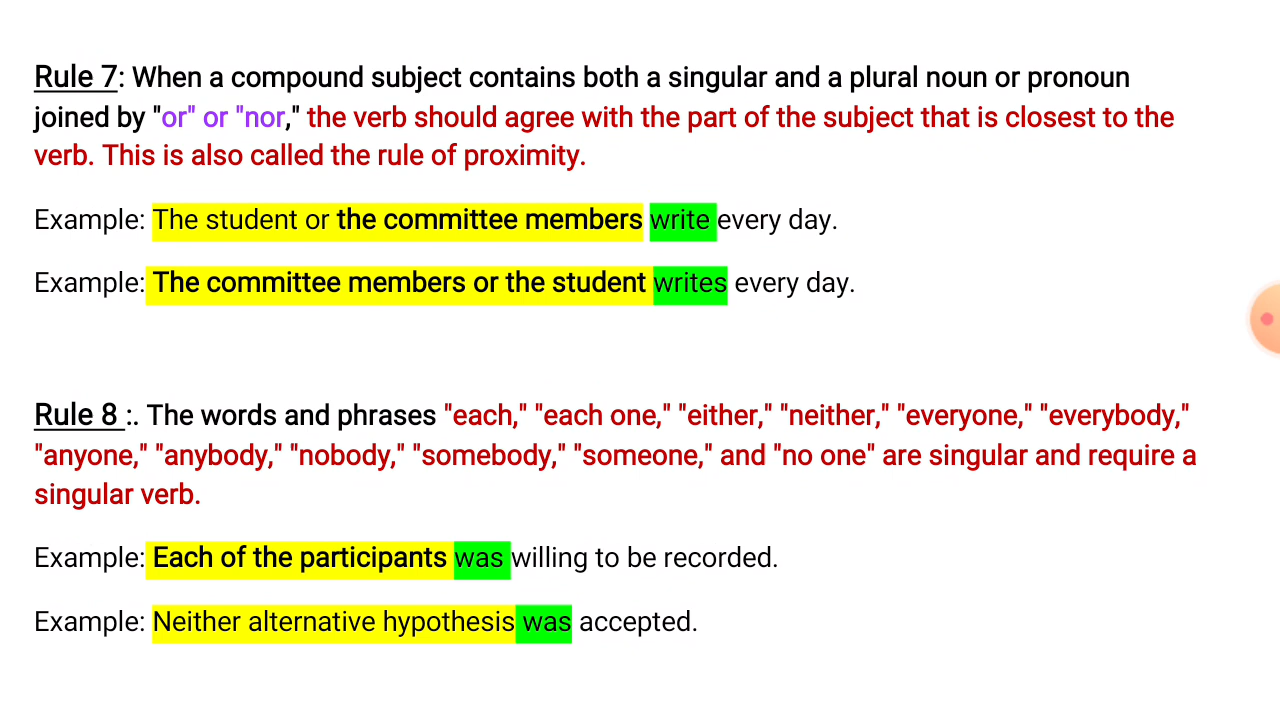 Rule 7: When a compound subject contains both a singular and a plural noun or pronoun
joined by "or" or "nor," the verb should agree with the part of the subject that is closest to the
verb. This is also called the rule of proximity.
Example: The student or the committee members write every day.
Example: The committee members or the student writes every day.
Rule 8 :. The words and phrases "each," "each one," "either," "neither," "everyone," "everybody,"
"anyone," "anybody," "nobody," "somebody," "someone," and "no one" are singular and require a
singular verb.
Example: Each of the participants was willing to be recorded.
Example: Neither alternative hypothesis was accepted.